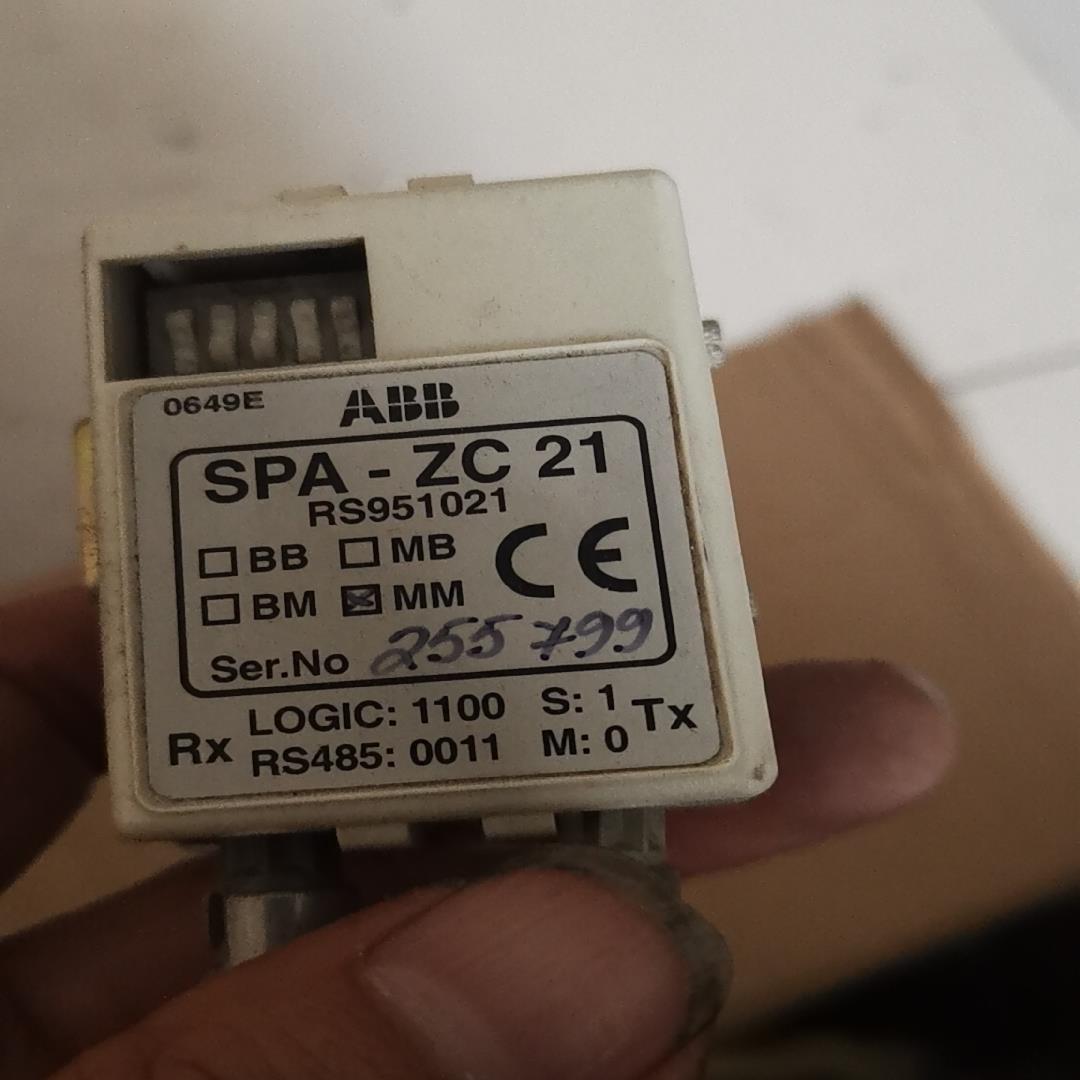 0649E ABB
SPA - ZC 21
RS951021
BB MB CE
BM MM
Ser.No 255799
LOGIC: 1100 S: 1
Rx RS485: 0011 M: 0 Tx